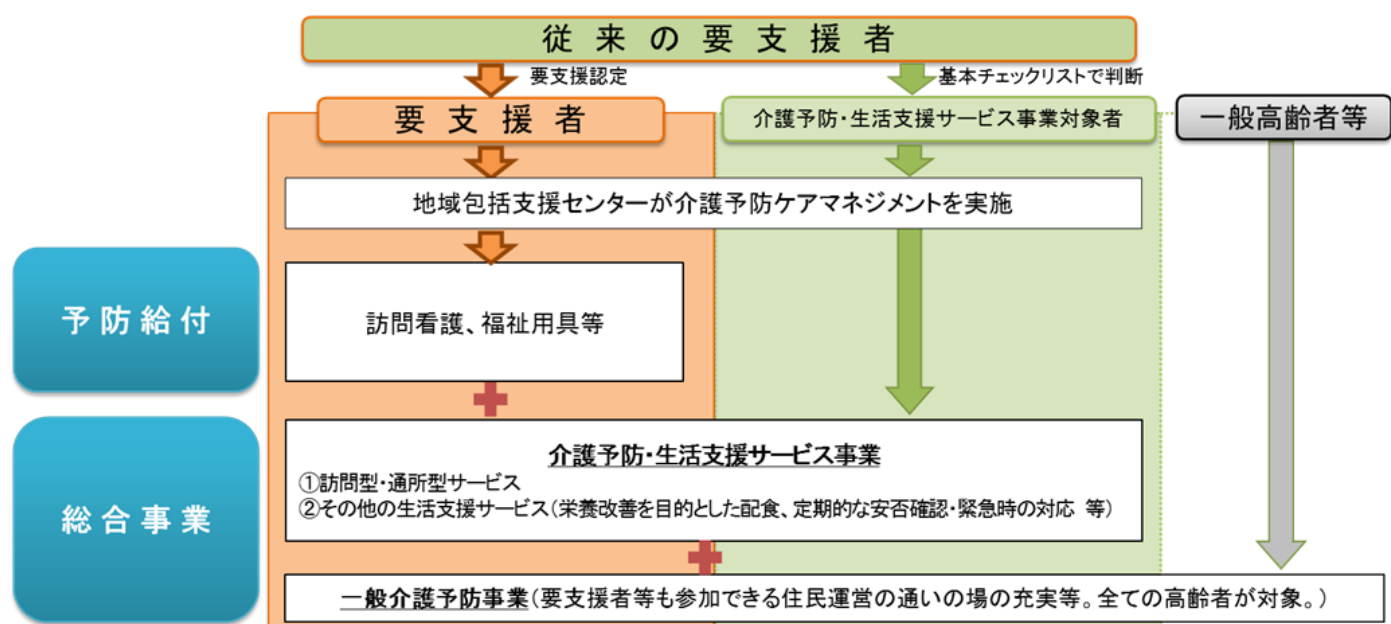 従来の要支援者
要支援認定
基本チェックリストで判断
要支援者
介護予防・生活支援サービス事業対象者
一般高齢者等
地域包括支援センターが介護予防ケアマネジメントを実施
予防給付
訪問看護、福祉用具等
総合事業
介護予防・生活支援サービス事業
①訪問型・通所型サービス
②その他の生活支援サービス(栄養改善を目的とした配食、定期的な安否確認・緊急時の対応 等)
一般介護予防事業(要支援者等も参加できる住民運営の通いの場の充実等。全ての高齢者が対象。)